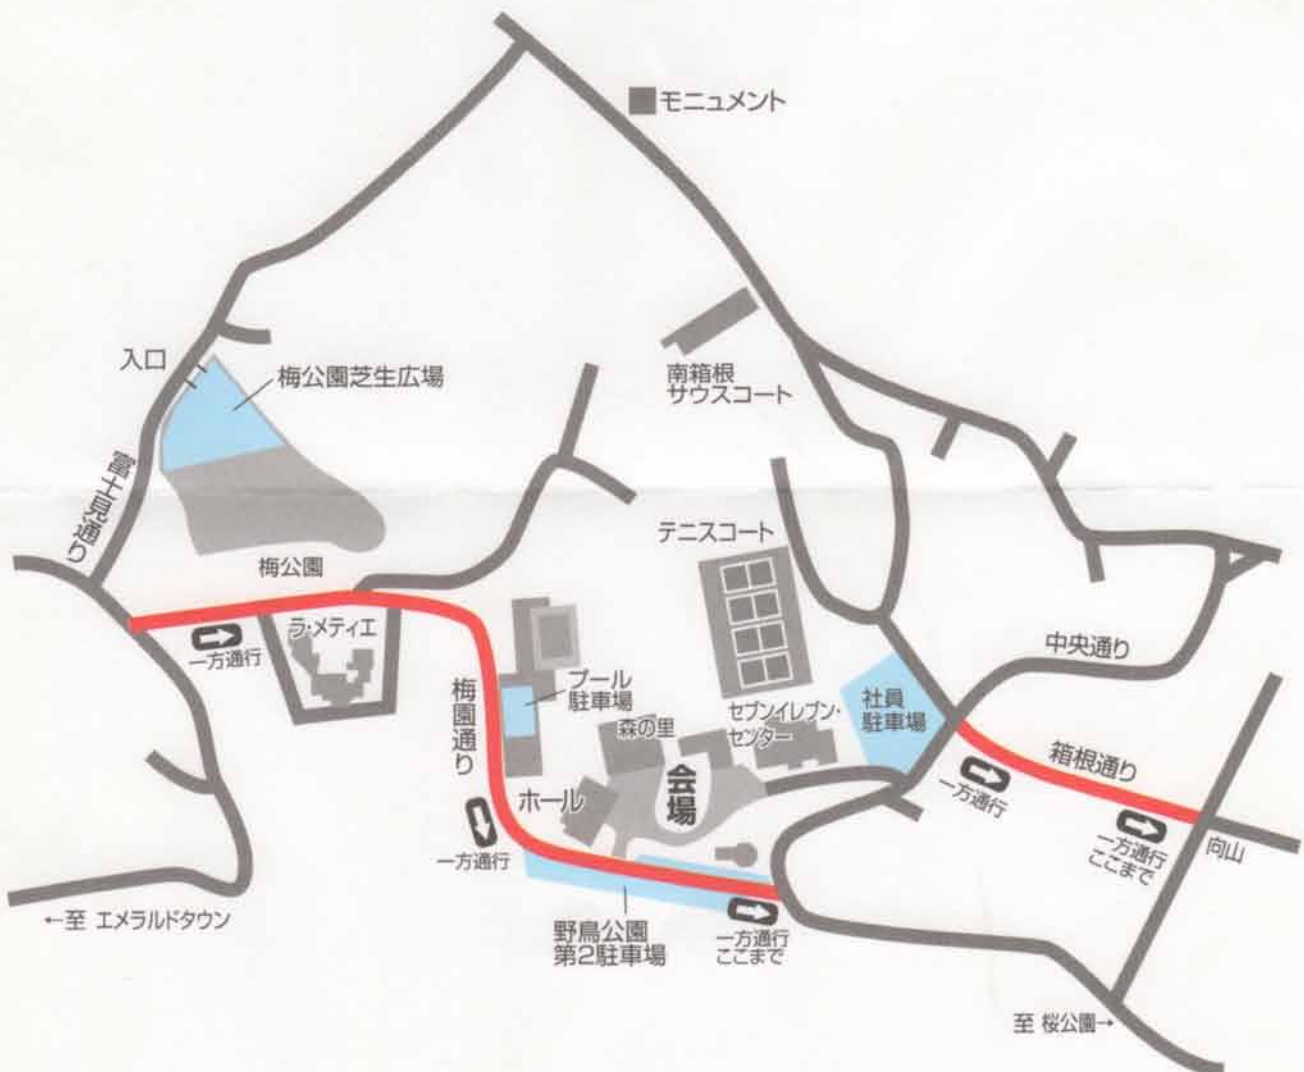 モニュメント
入口
梅公園芝生広場
南箱根
サウスコート
富士見通り
テニスコート
梅公園
ラ・メティエ
一方通行
中央通り
プール
駐車場
社員
駐車場
梅園通り
森の里
セブンイレブン・
センター
箱根通り
会場
ホール
一方通行
一方通行
一方通行
ここまで
向山
←至 エメラルドタウン
野鳥公園
第2駐車場
一方通行
ここまで
至 桜公園→